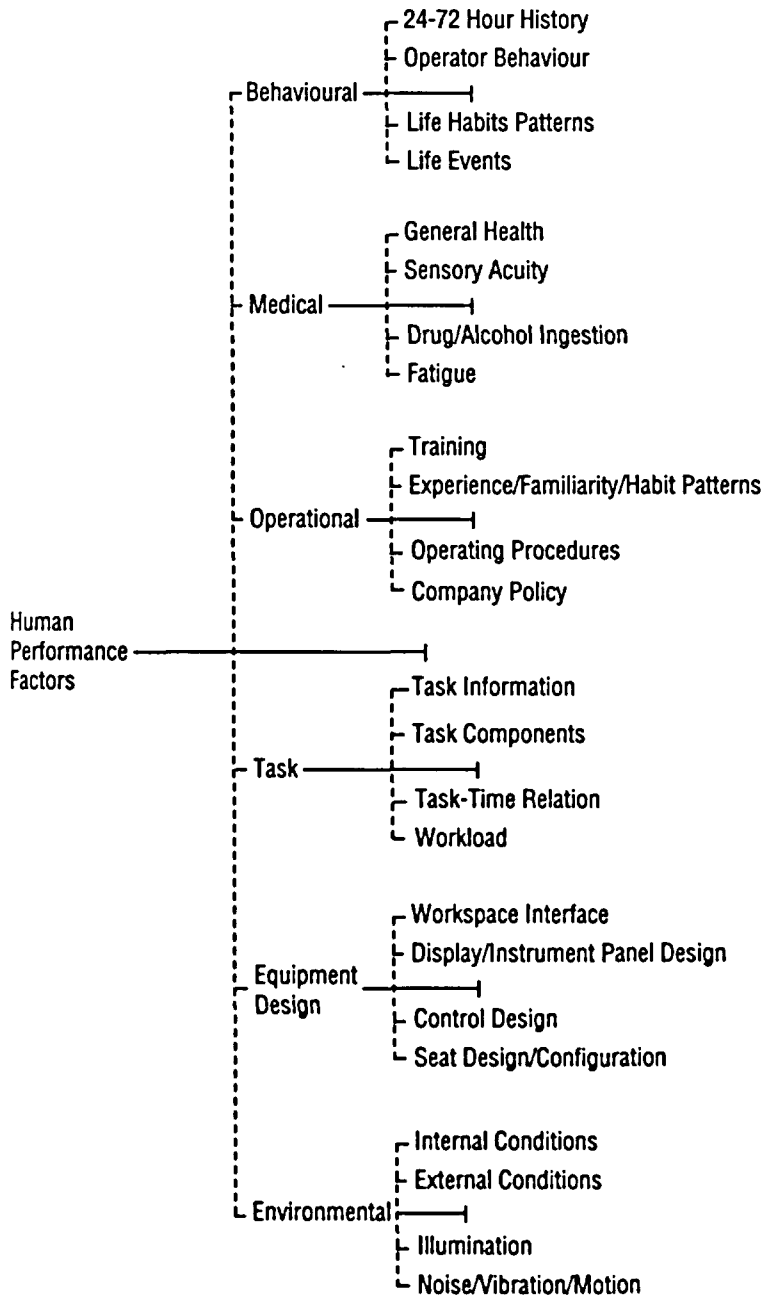 24-72 Hour History
Operator Behaviour
Behavioural
Life Habits Patterns
Life Events
General Health
Sensory Acuity
Medical
Drug/Alcohol Ingestion
Fatigue
Training
Experience/Familiarity/Habit Patterns
Operational
Operating Procedures
Company Policy
Human
Performance
Factors
Task Information
Task Components
Task
Task-Time Relation
Workload
Workspace Interface
Display/Instrument Panel Design
Equipment
Design
Control Design
Seat Design/Configuration
Internal Conditions
External Conditions
Environmental
Illumination
Noise/Vibration/Motion